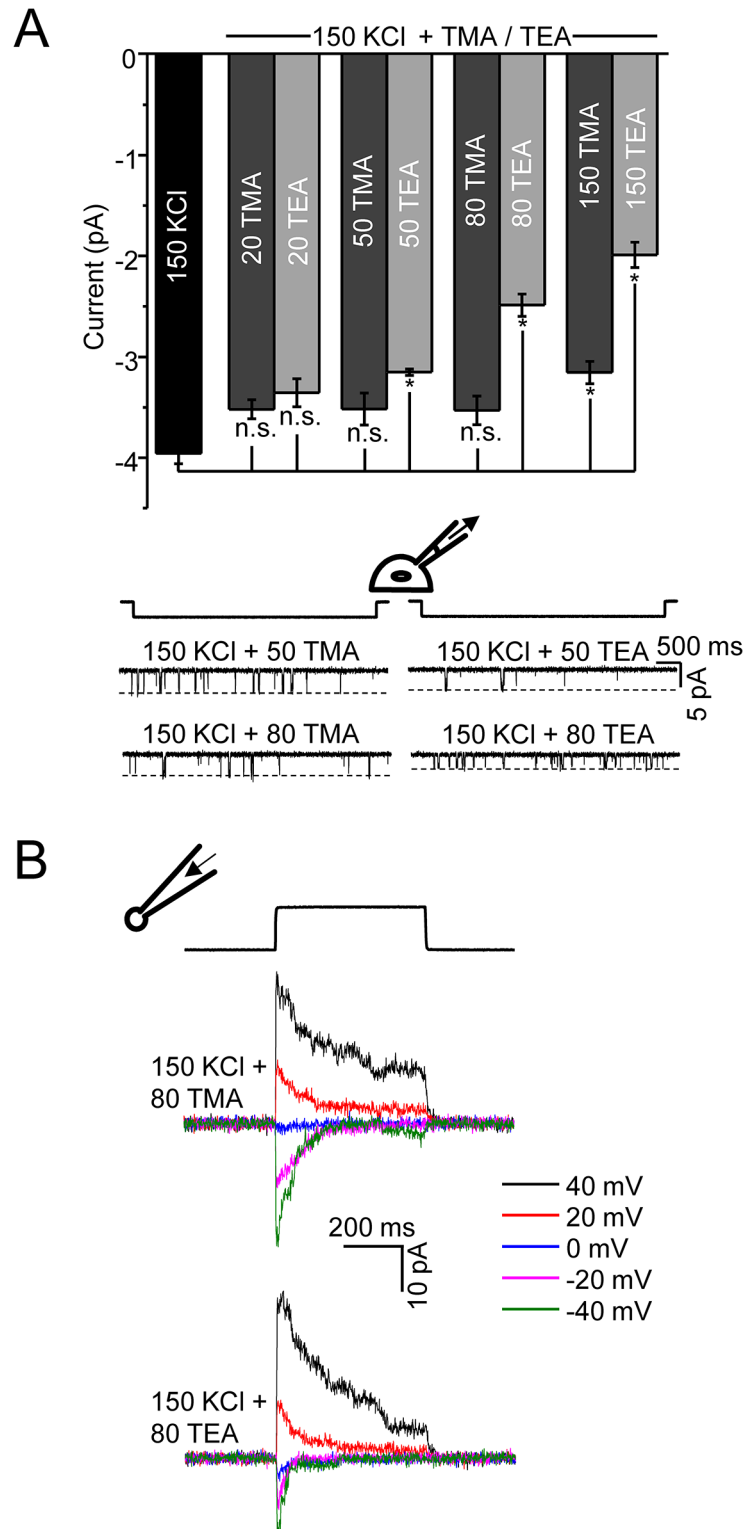 A
150 KCl + TMA / TEA
0
-1
-2
-3
-4
Current (pA)
150 KCl
20 TMA
20 TEA
50 TMA
50 TEA
80 TMA
80 TEA
150 TMA
150 TEA
n.s.
n.s.
n.s.
*
n.s.
*
*
*
150 KCl + 50 TMA
150 KCl + 50 TEA
500 ms
5 pA
150 KCl + 80 TMA
150 KCl + 80 TEA
B
150 KCl +
80 TMA
200 ms
10 pA
40 mV
20 mV
0 mV
-20 mV
-40 mV
150 KCl +
80 TEA